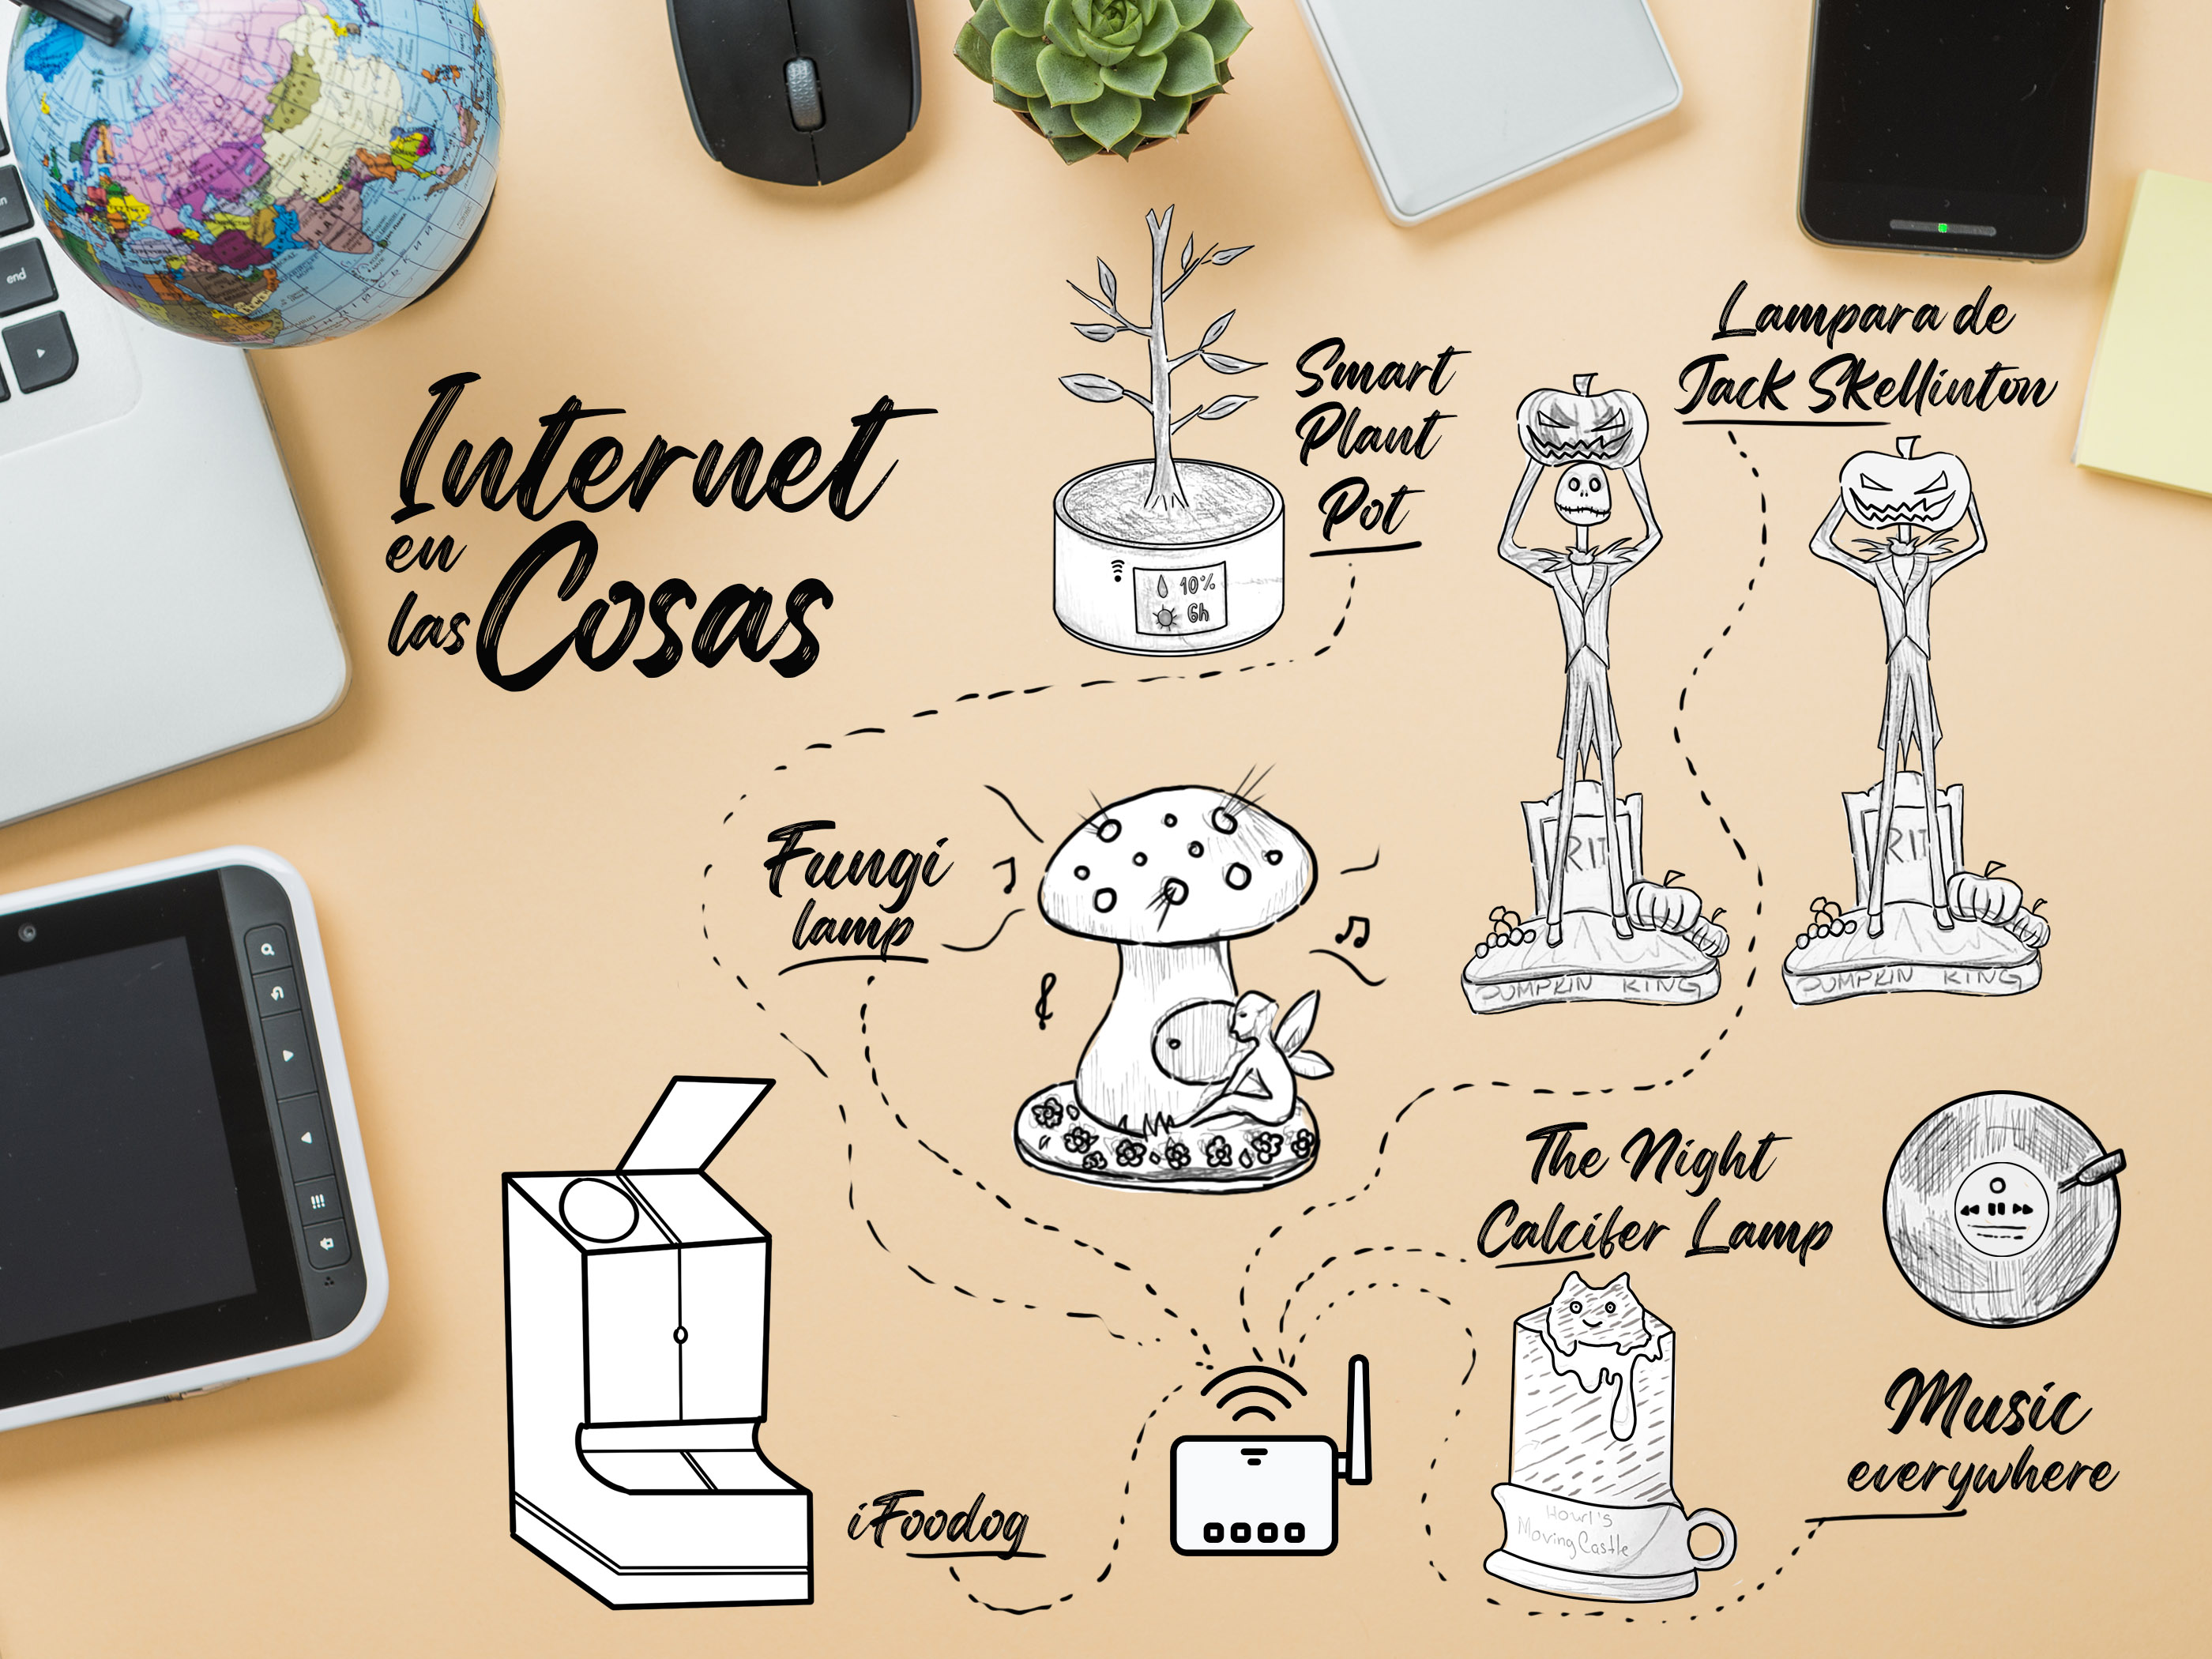 end
Internet
en
las Cosas
Smart
Plant
Pot
10%
6h
Lampara de
Jack Skellinton
RIP
PUMPKIN KING
RIP
PUMPKIN KING
Fungi
lamp
The Night
Calcifer Lamp
Howl's
Moving Castle
Music
everywhere
iFoodog